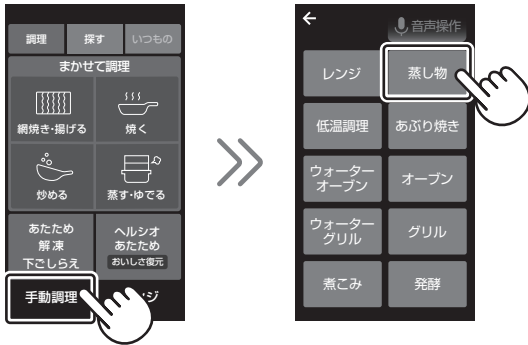 調理
探す
いつもの
まかせて調理
網焼き・揚げる
焼く
炒める
蒸す・ゆでる
あたため
解凍
下ごしらえ
ヘルシオ
あたため
おいしさ復元
手動調理
ジ
音声操作
レンジ
蒸し物
低温調理
あぶり焼き
ウォーター
オーブン
オーブン
ウォーター
グリル
グリル
煮こみ
発酵